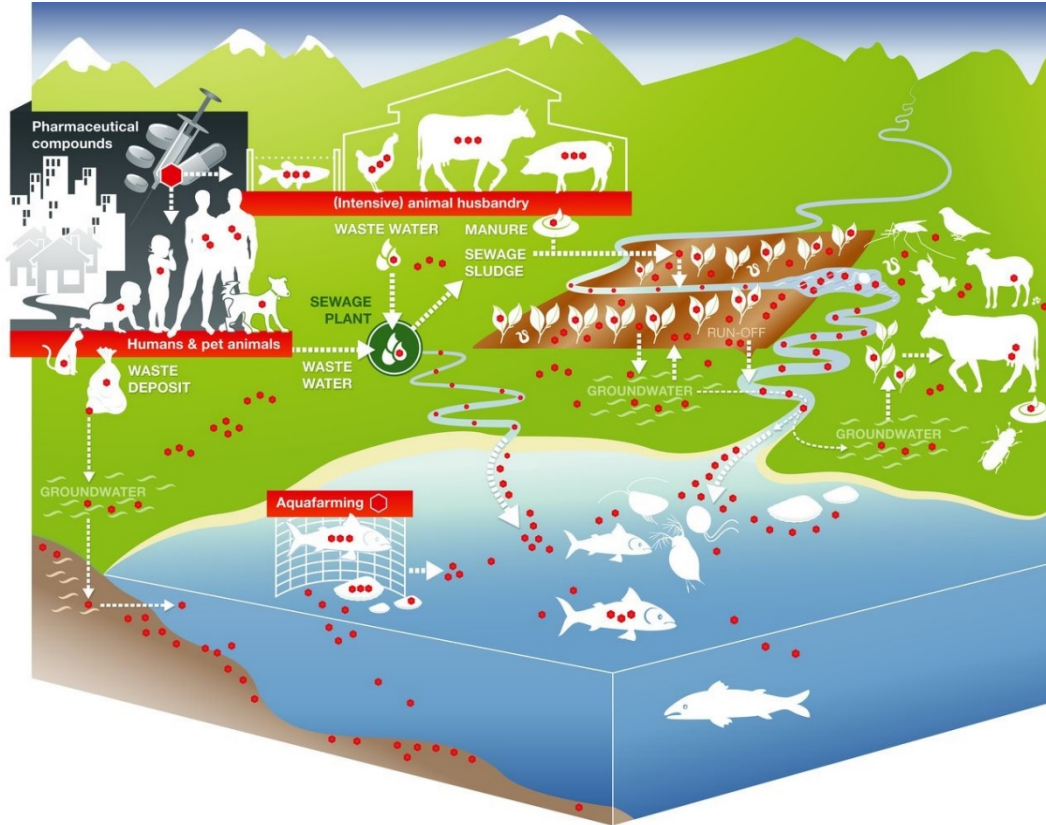 Pharmaceutical
compounds
(Intensive) animal husbandry
WASTE WATER
MANURE
SEWAGE
SLUDGE
SEWAGE
PLANT
Humans & pet animals
WASTE
DEPOSIT
WASTE
WATER
RUN-OFF
GROUNDWATER
GROUNDWATER
GROUNDWATER
Aquafarming